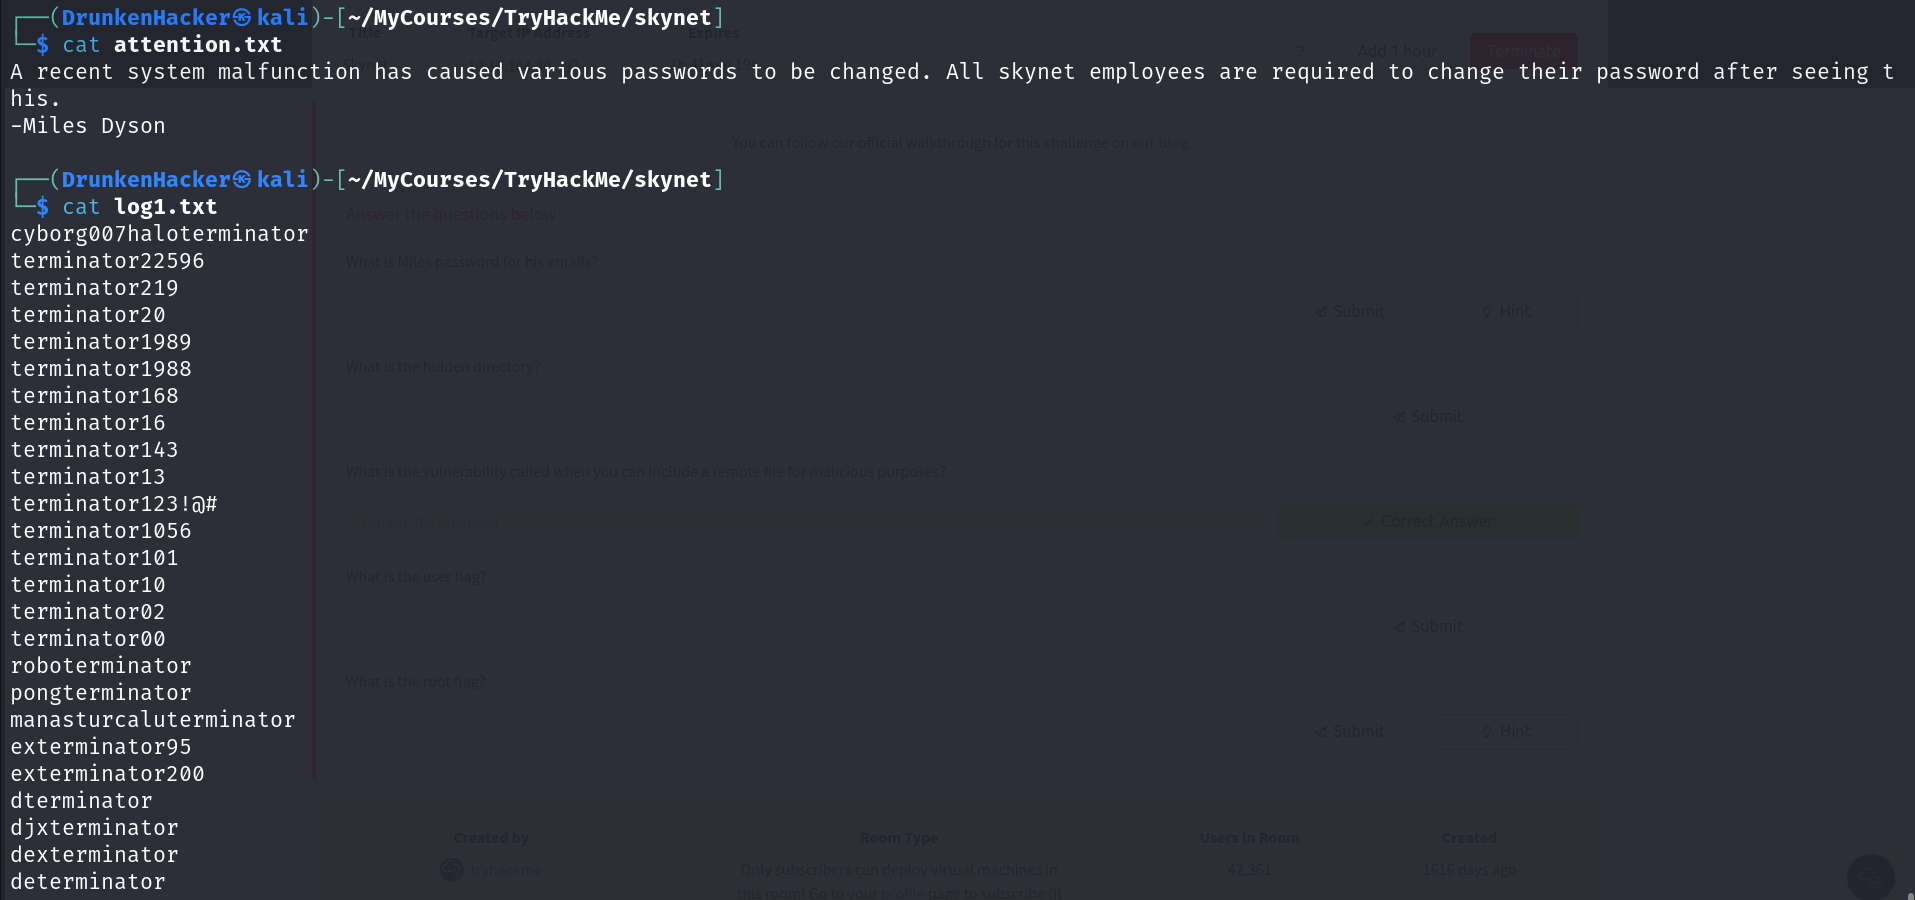 (DrunkenHacker㉿kali)-[~/MyCourses/TryHackMe/skynet]
$ cat attention.txt
A recent system malfunction has caused various passwords to be changed. All skynet employees are required to change their password after seeing t
his.
-Miles Dyson
(DrunkenHacker㉿kali)-[~/MyCourses/TryHackMe/skynet]
$ cat log1.txt
cyborg007haloterminator
terminator22596
terminator219
terminator20
terminator1989
terminator1988
terminator168
terminator16
terminator143
terminator13
terminator123!@#
terminator1056
terminator101
terminator10
terminator02
terminator00
roboterminator
pongterminator
manasturcaluterminator
exterminator95
exterminator200
dterminator
djxterminator
dexterminator
determinator
Title Target IP Address Expires
? Add 1 hour Terminate
You can follow our official walkthrough for this challenge on our blog.
Answer the questions below
What is Miles password for his emails?
Submit Hint
What is the hidden directory?
Submit
What is the vulnerability called when you can include a remote file for malicious purposes?
remote file inclusion Correct Answer
What is the user flag?
Submit
What is the root flag?
Submit Hint
Created by Room Type Users in Room Created
tryhackme Only subscribers can deploy virtual machines in 42,361 1616 days ago
this room! Go to your profile page to subscribe (if